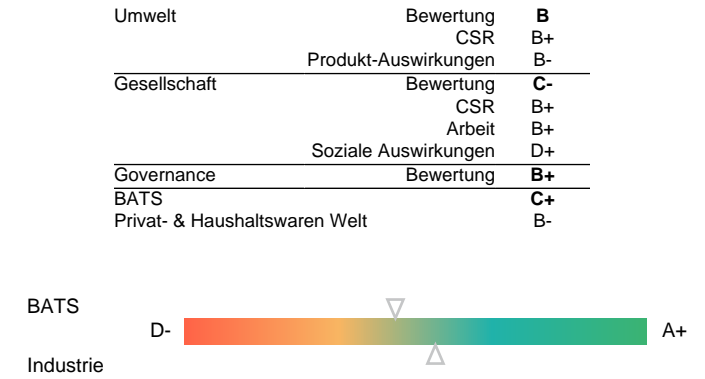 Umwelt Bewertung B
CSR B+
Produkt-Auswirkungen B-
Gesellschaft Bewertung C-
CSR B+
Arbeit B+
Soziale Auswirkungen D+
Governance Bewertung B+
BATS C+
Privat- & Haushaltswaren Welt B-
BATS
D- A+
Industrie